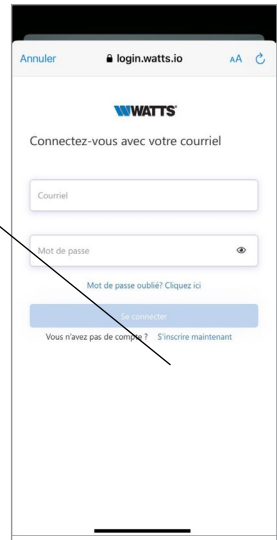 Annuler
login.watts.io
AA
WATTS
Connectez-vous avec votre courriel
Courriel
Mot de passe
Mot de passe oublié? Cliquez ici
Se connecter
Vous n'avez pas de compte ? S'inscrire maintenant